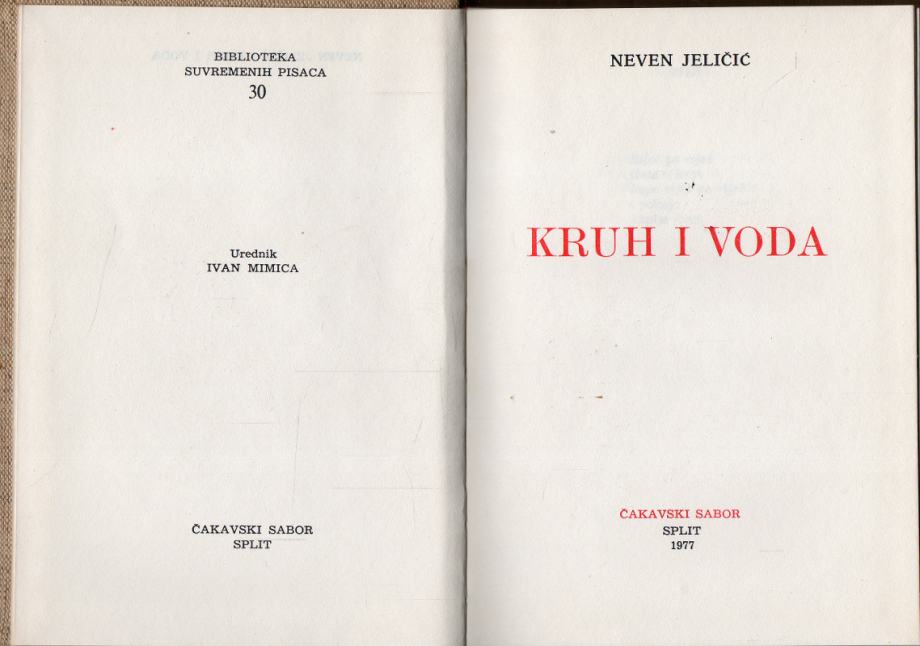 BIBLIOTEKA
SUVREMENIH PISACA
30
Urednik
IVAN MIMICA
ČAKAVSKI SABOR
SPLIT
NEVEN JELIČIĆ
KRUH I VODA
ČAKAVSKI SABOR
SPLIT
1977